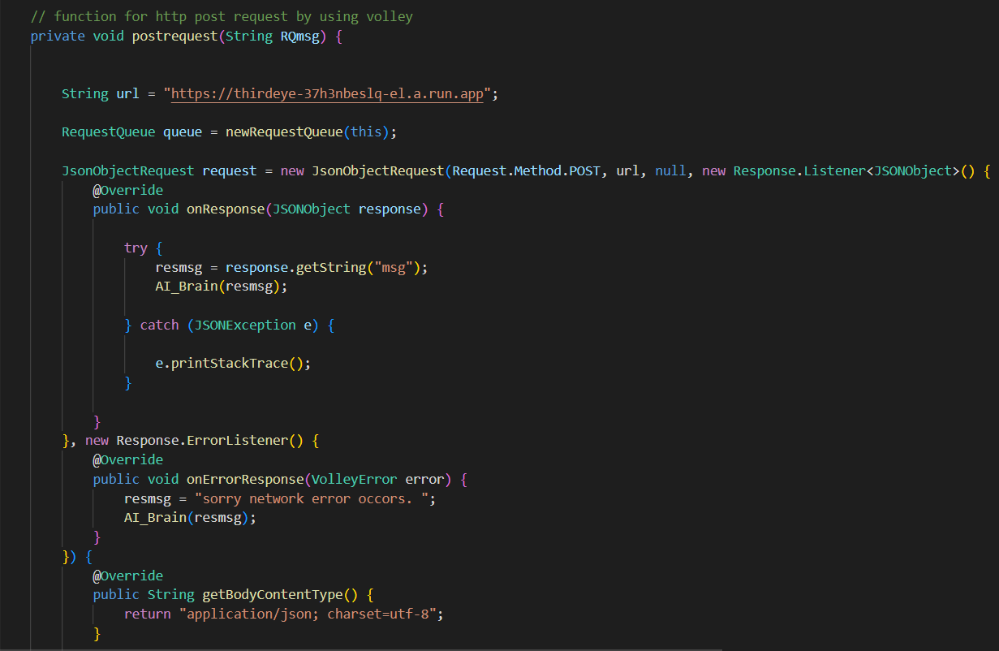 // function for http post request by using volley
private void postrequest(String RQmsg) {
String url = "https://thirdeye-37h3nbeslq-el.a.run.app";
RequestQueue queue = newRequestQueue(this);
JsonObjectRequest request = new JsonObjectRequest(Request.Method.POST, url, null, new Response.Listener<JSONObject>() {
@Override
public void onResponse(JSONObject response) {
try {
resmsg = response.getString("msg");
AI_Brain(resmsg);
} catch (JSONException e) {
e.printStackTrace();
}
}
}, new Response.ErrorListener() {
@Override
public void onErrorResponse(VolleyError error) {
resmsg = "sorry network error occors. ";
AI_Brain(resmsg);
}
}) {
@Override
public String getBodyContentType() {
return "application/json; charset=utf-8";
}